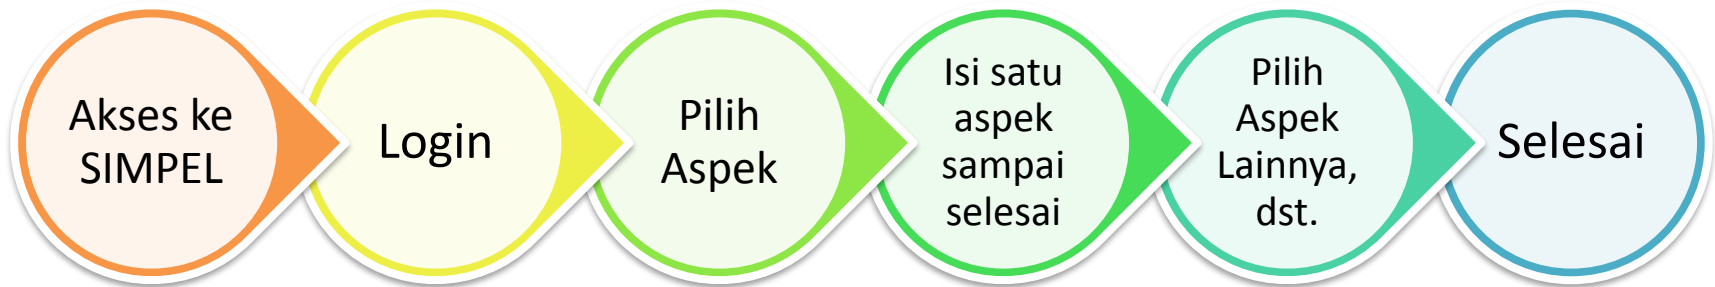 Akses ke
SIMPEL
Login
Pilih
Aspek
Isi satu
aspek
sampai
selesai
Pilih
Aspek
Lainnya,
dst.
Selesai